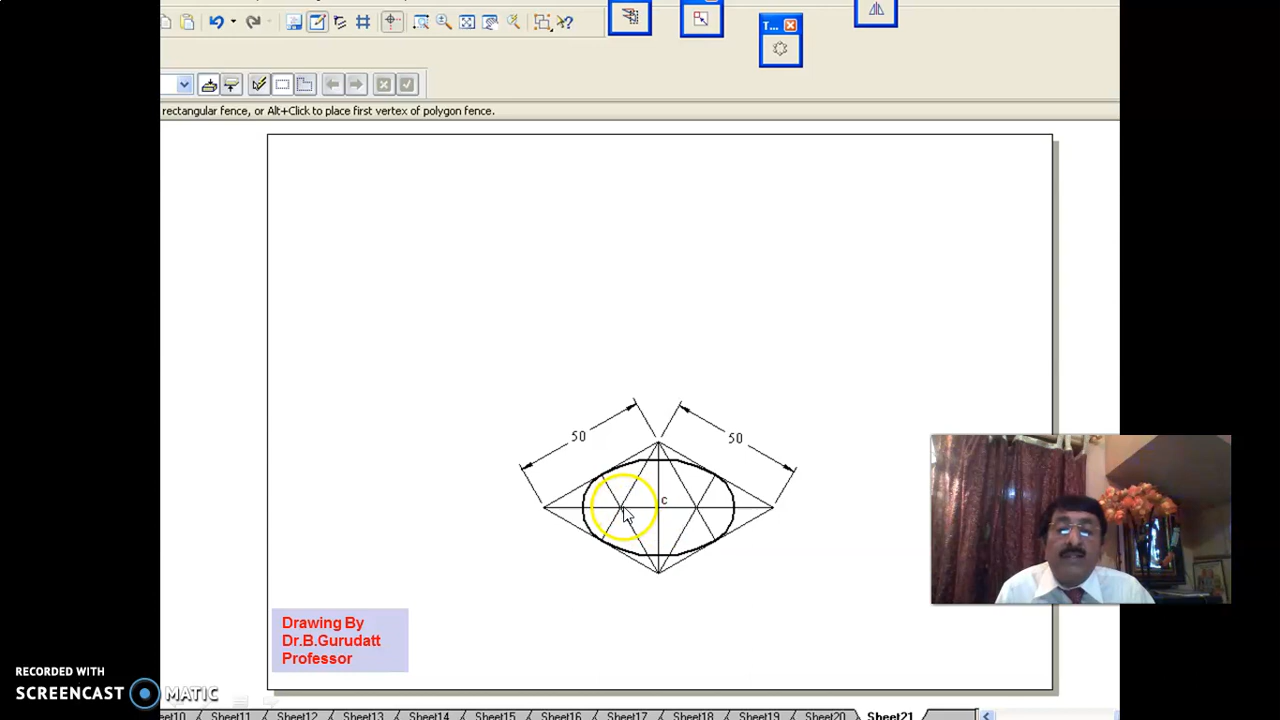 T...
rectangular fence, or Alt+Click to place first vertex of polygon fence.
50
50
C
Drawing By
Dr.B.Gurudatt
Professor
RECORDED WITH
SCREENCAST MATIC
Sheet11 Sheet12 Sheet13 Sheet14 Sheet15 Sheet16 Sheet17 Sheet18 Sheet19 Sheet20 Sheet21